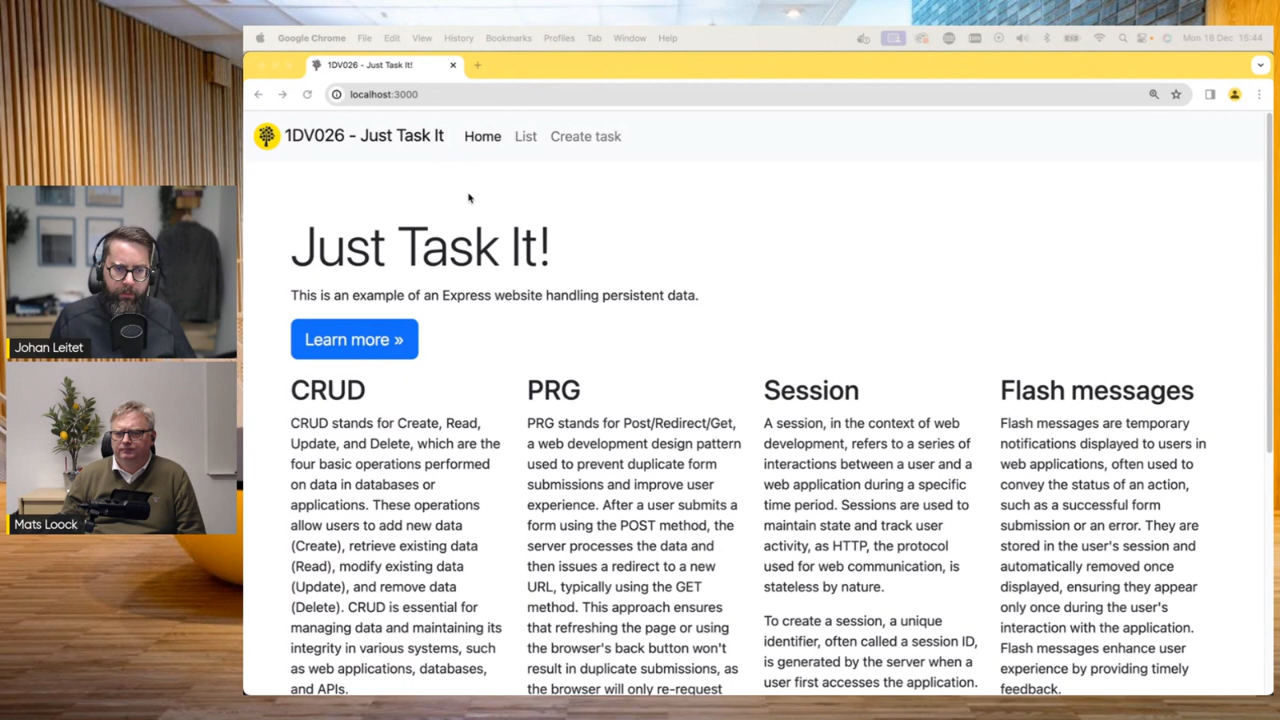 Google Chrome File Edit View History Bookmarks Profiles Tab Window Help Mon 18 Dec 15:44
1DV026 - Just Task It!
localhost:3000
1DV026 - Just Task It Home List Create task
Just Task It!
This is an example of an Express website handling persistent data.
Learn more »
CRUD
CRUD stands for Create, Read,
Update, and Delete, which are the
four basic operations performed
on data in databases or
applications. These operations
allow users to add new data
(Create), retrieve existing data
(Read), modify existing data
(Update), and remove data
(Delete). CRUD is essential for
managing data and maintaining its
integrity in various systems, such
as web applications, databases,
and APIs.
PRG
PRG stands for Post/Redirect/Get,
a web development design pattern
used to prevent duplicate form
submissions and improve user
experience. After a user submits a
form using the POST method, the
server processes the data and
then issues a redirect to a new
URL, typically using the GET
method. This approach ensures
that refreshing the page or using
the browser's back button won't
result in duplicate submissions, as
the browser will only re-request
Session
A session, in the context of web
development, refers to a series of
interactions between a user and a
web application during a specific
time period. Sessions are used to
maintain state and track user
activity, as HTTP, the protocol
used for web communication, is
stateless by nature.
To create a session, a unique
identifier, often called a session ID,
is generated by the server when a
user first accesses the application.
Flash messages
Flash messages are temporary
notifications displayed to users in
web applications, often used to
convey the status of an action,
such as a successful form
submission or an error. They are
stored in the user's session and
automatically removed once
displayed, ensuring they appear
only once during the user's
interaction with the application.
Flash messages enhance user
experience by providing timely
feedback.
Johan Leitet
Mats Loock